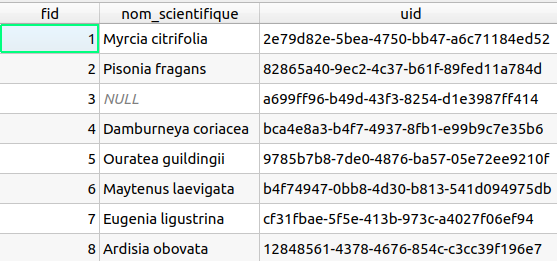 fid nom_scientifique uid
1 Myrcia citrifolia 2e79d82e-5bea-4750-bb47-a6c71184ed52
2 Pisonia fragans 82865a40-9ec2-4c37-b61f-89fed11a784d
3 NULL a699ff96-b49d-43f3-8254-d1e3987ff414
4 Damburneya coriacea bca4e8a3-b4f7-4937-8fb1-e99b9c7e35b6
5 Ouratea guildingii 9785b7b8-7de0-4876-ba57-05e72ee9210f
6 Maytenus laevigata b4f74947-0bb8-4d30-b813-541d094975db
7 Eugenia ligustrina cf31fbae-5f5e-413b-973c-a4027f06ef94
8 Ardisia obovata 12848561-4378-4676-854c-c3cc39f196e7